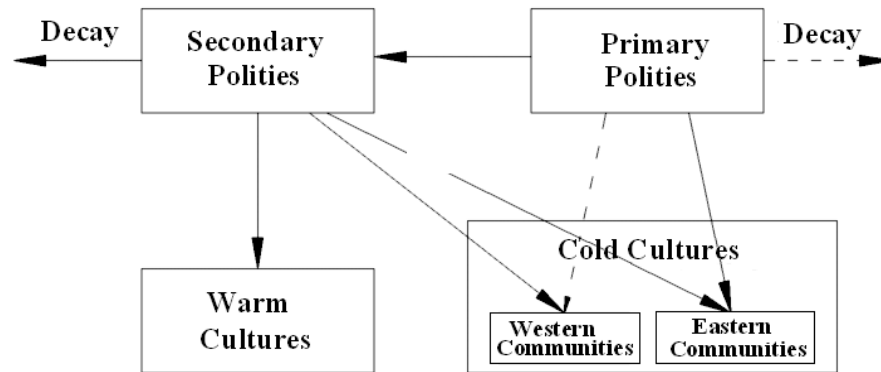 Decay
Secondary
Polities
Primary
Polities
Decay
Cold Cultures
Warm
Cultures
Western
Communities
Eastern
Communities